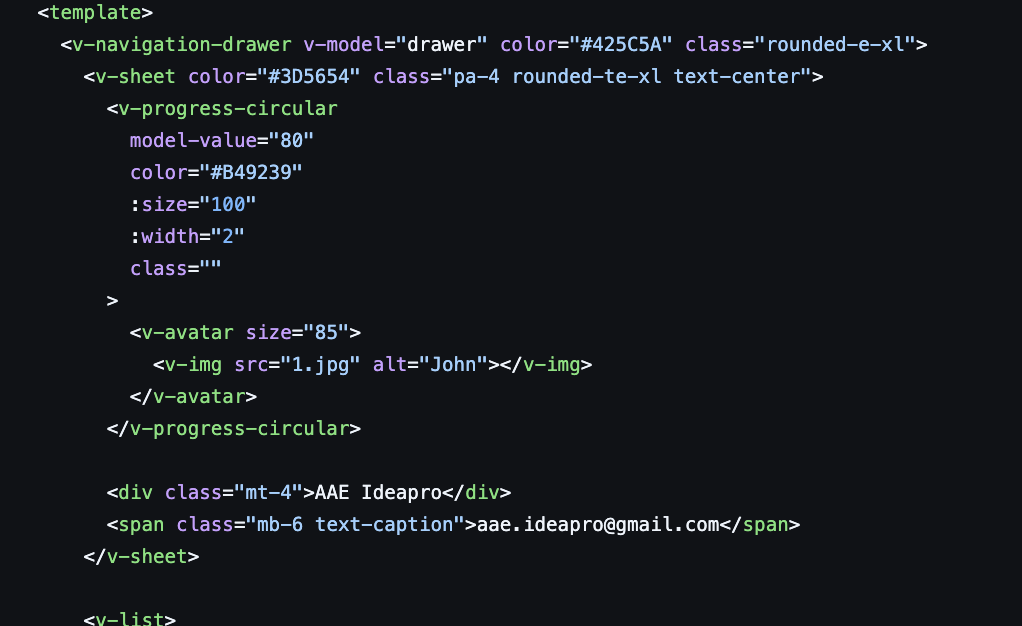 <template>
<v-navigation-drawer v-model="drawer" color="#425C5A" class="rounded-e-xl">
<v-sheet color="#3D5654" class="pa-4 rounded-te-xl text-center">
<v-progress-circular
model-value="80"
color="#B49239"
:size="100"
:width="2"
class=""
>
<v-avatar size="85">
<v-img src="1.jpg" alt="John"></v-img>
</v-avatar>
</v-progress-circular>
<div class="mt-4">AAE Ideapro</div>
<span class="mb-6 text-caption">aae.ideapro@gmail.com</span>
</v-sheet>
<v-list>